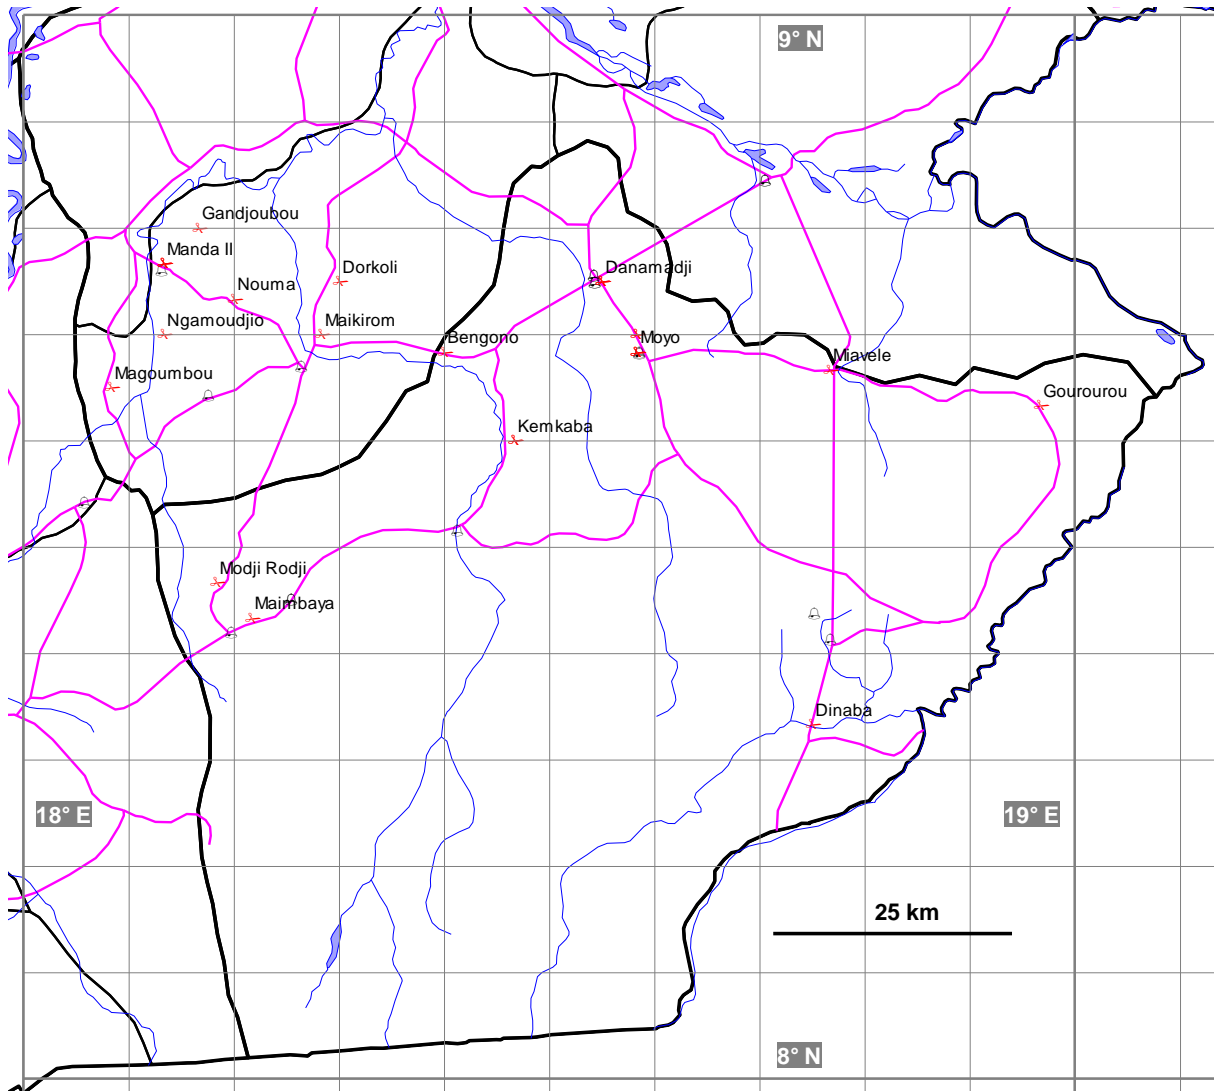 9° N
Gandjoubou
Manda II
Dorkoli
Danamadji
Nouma
Ngamoudjio
Maikirom
Bengono
Moyo
Miavele
Magoumbou
Gourourou
Kemkaba
Modji Rodji
Maimbaya
Dinaba
18° E
19° E
25 km
8° N